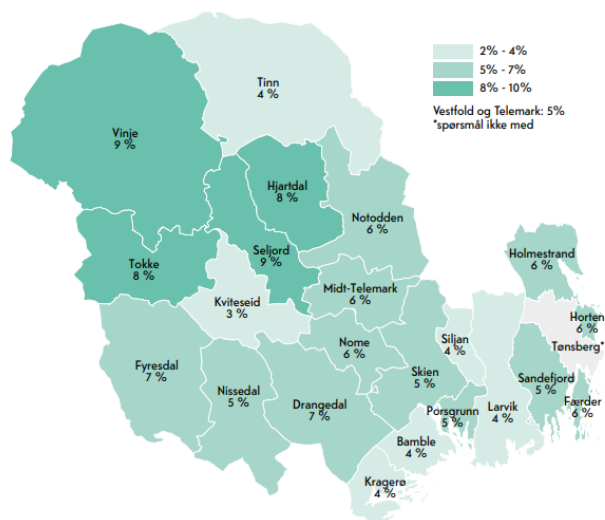 2% - 4%
5% - 7%
8% - 10%
Vestfold og Telemark: 5%
*spørsmål ikke med
Tinn
4 %
Vinje
9 %
Hjartdal
8 %
Notodden
6 %
Seljord
9 %
Tokke
8 %
Holmestrand
6 %
Midt-Telemark
6 %
Kviteseid
3 %
Horten
6 %
Tønsberg*
Siljan
4 %
Nome
6 %
Fyresdal
7 %
Skien
5 %
Sandefjord
5 %
Nissedal
5 %
Drangedal
7 %
Porsgrunn
5 %
Larvik
4 %
Færder
6 %
Bamble
4 %
Kragerø
4 %